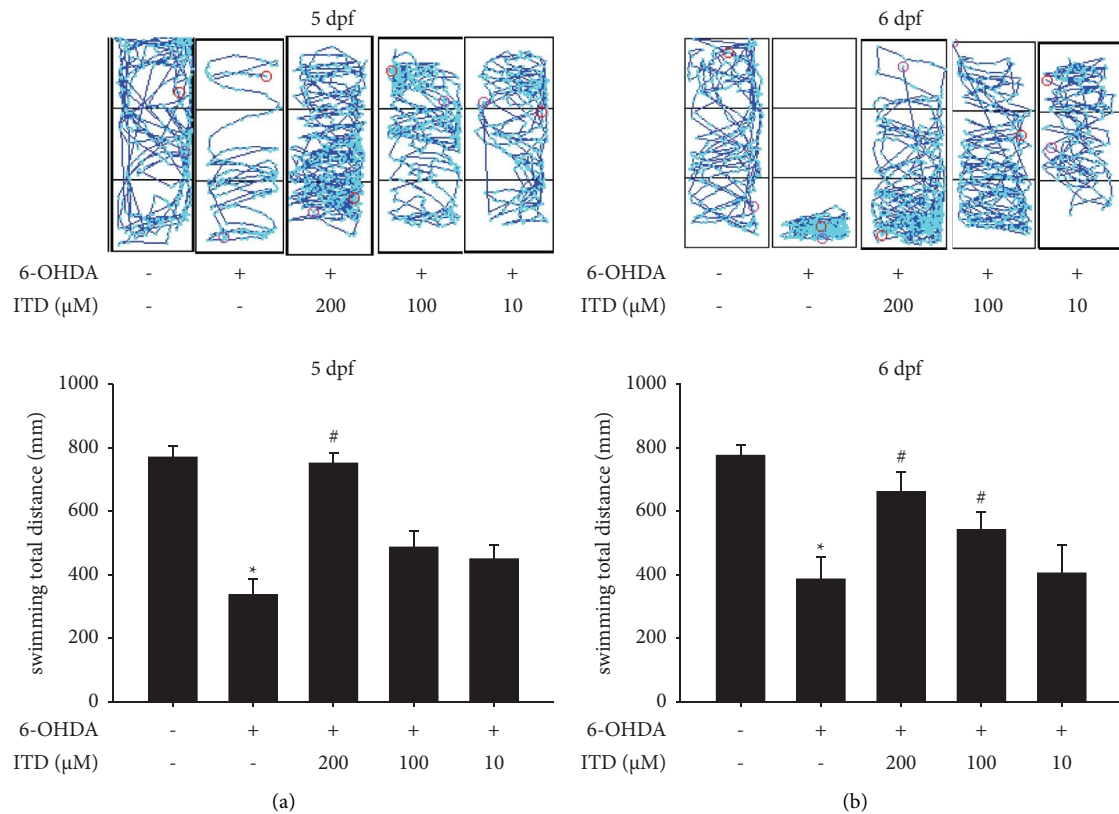 5 dpf
6-OHDA - + + + +
ITD (μM) - - 200 100 10
5 dpf
swimming total distance (mm)
1000
800
600
400
200
0
*
#
6-OHDA - + + + +
ITD (μM) - - 200 100 10
(a)
6 dpf
6-OHDA - + + + +
ITD (μM) - - 200 100 10
6 dpf
swimming total distance (mm)
1000
800
600
400
200
0
*
#
#
6-OHDA - + + + +
ITD (μM) - - 200 100 10
(b)